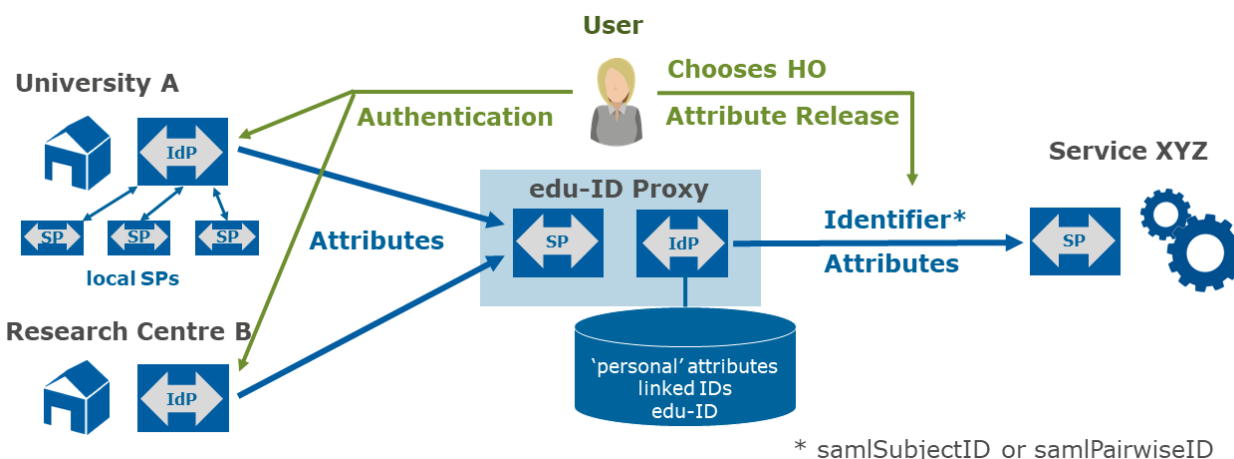 User
University A
Chooses HO
Authentication
Attribute Release
IdP
Service XYZ
edu-ID Proxy
SP
SP
SP
local SPs
Attributes
SP
IdP
Identifier*
Attributes
SP
Research Centre B
IdP
'personal' attributes
linked IDs
edu-ID
* samlSubjectID or samlPairwiseID